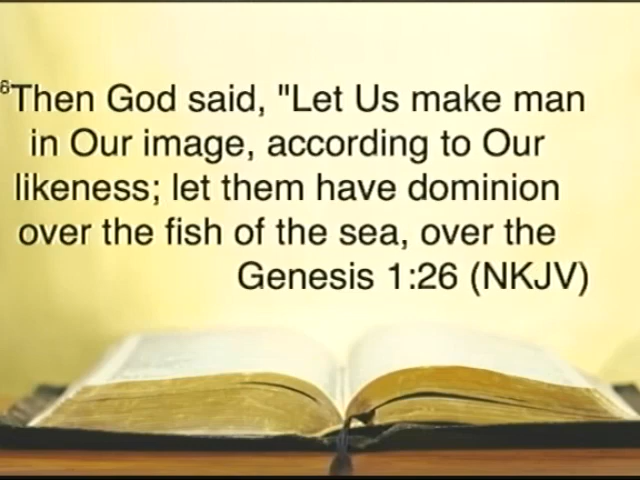 6Then God said, "Let Us make man
in Our image, according to Our
likeness; let them have dominion
over the fish of the sea, over the
Genesis 1:26 (NKJV)